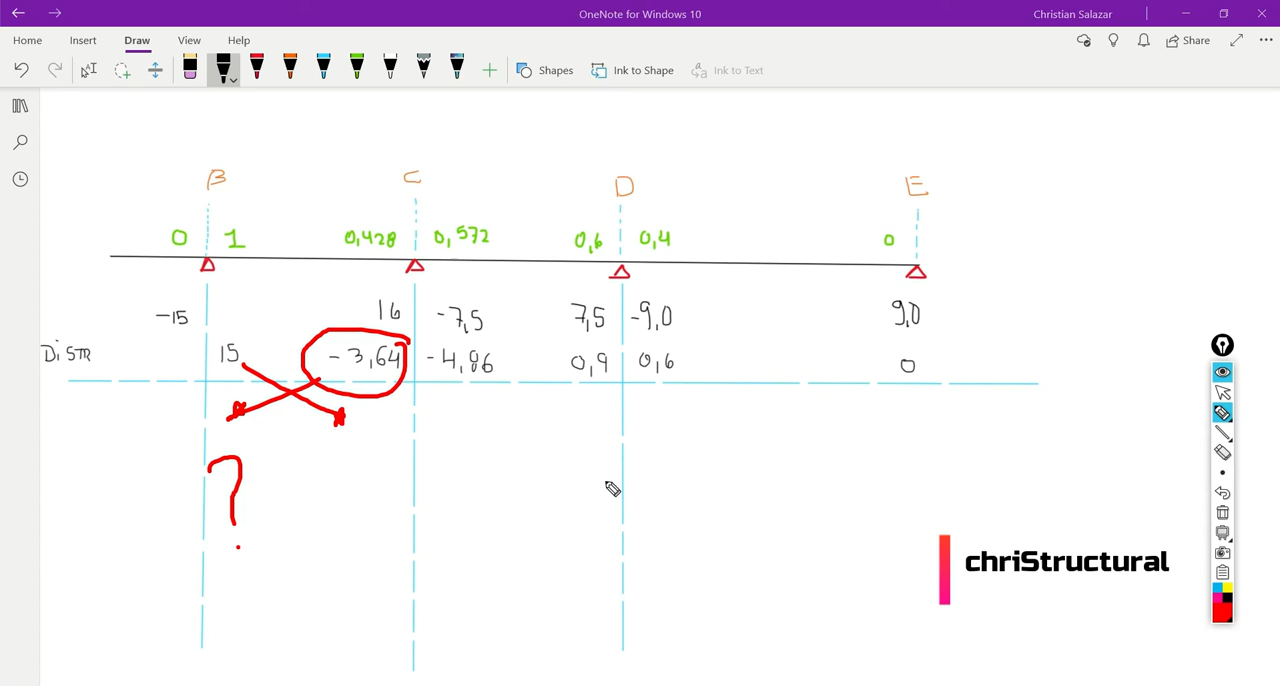 OneNote for Windows 10 Christian Salazar
Home Insert Draw View Help Share
Shapes Ink to Shape Ink to Text
B C D E
0 1 0,428 0,572 0,6 0,4 0
-15 16 -7,5 7,5 -9,0 9,0
DiSTR 15 -3,64 -4,86 0,9 0,6 0
?
chriStructural